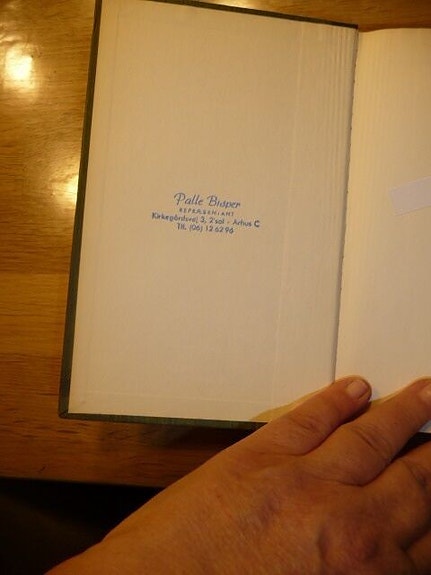 Palle Bisper
REPRÆSENTANT
Kirkegårdsvej 3, 2'sal - Århus C
Tlf. (06) 12 62 96